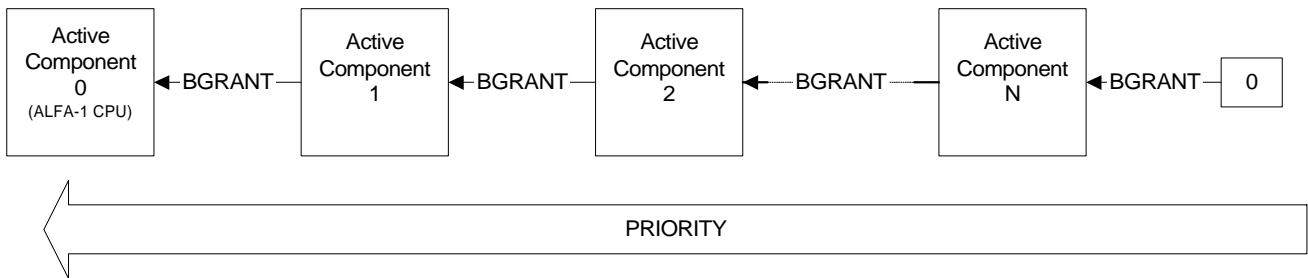 Active
Component
0
(ALFA-1 CPU)
BGRANT
Active
Component
1
BGRANT
Active
Component
2
BGRANT
Active
Component
N
BGRANT
0
PRIORITY